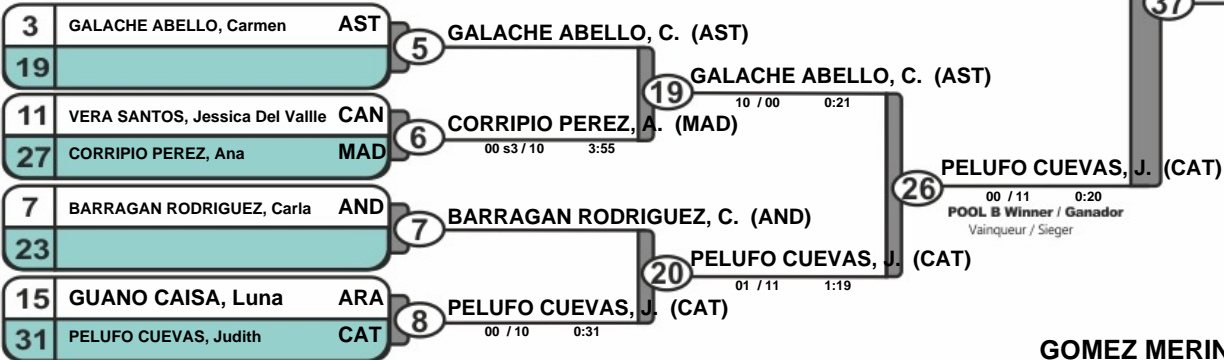 37
3 GALACHE ABELLO, Carmen AST
19
5
GALACHE ABELLO, C. (AST)
19
GALACHE ABELLO, C. (AST)
10 / 00 0:21
11 VERA SANTOS, Jessica Del Vallle CAN
27 CORRIPIO PEREZ, Ana MAD
6
CORRIPIO PEREZ, A. (MAD)
00 s3 / 10 3:55
26
PELUFO CUEVAS, J. (CAT)
00 / 11 0:20
POOL B Winner / Ganador
Vainqueur / Sieger
7 BARRAGAN RODRIGUEZ, Carla AND
23
7
BARRAGAN RODRIGUEZ, C. (AND)
20
PELUFO CUEVAS, J. (CAT)
01 / 11 1:19
15 GUANO CAISA, Luna ARA
31 PELUFO CUEVAS, Judith CAT
8
PELUFO CUEVAS, J. (CAT)
00 / 10 0:31
GOMEZ MERIN